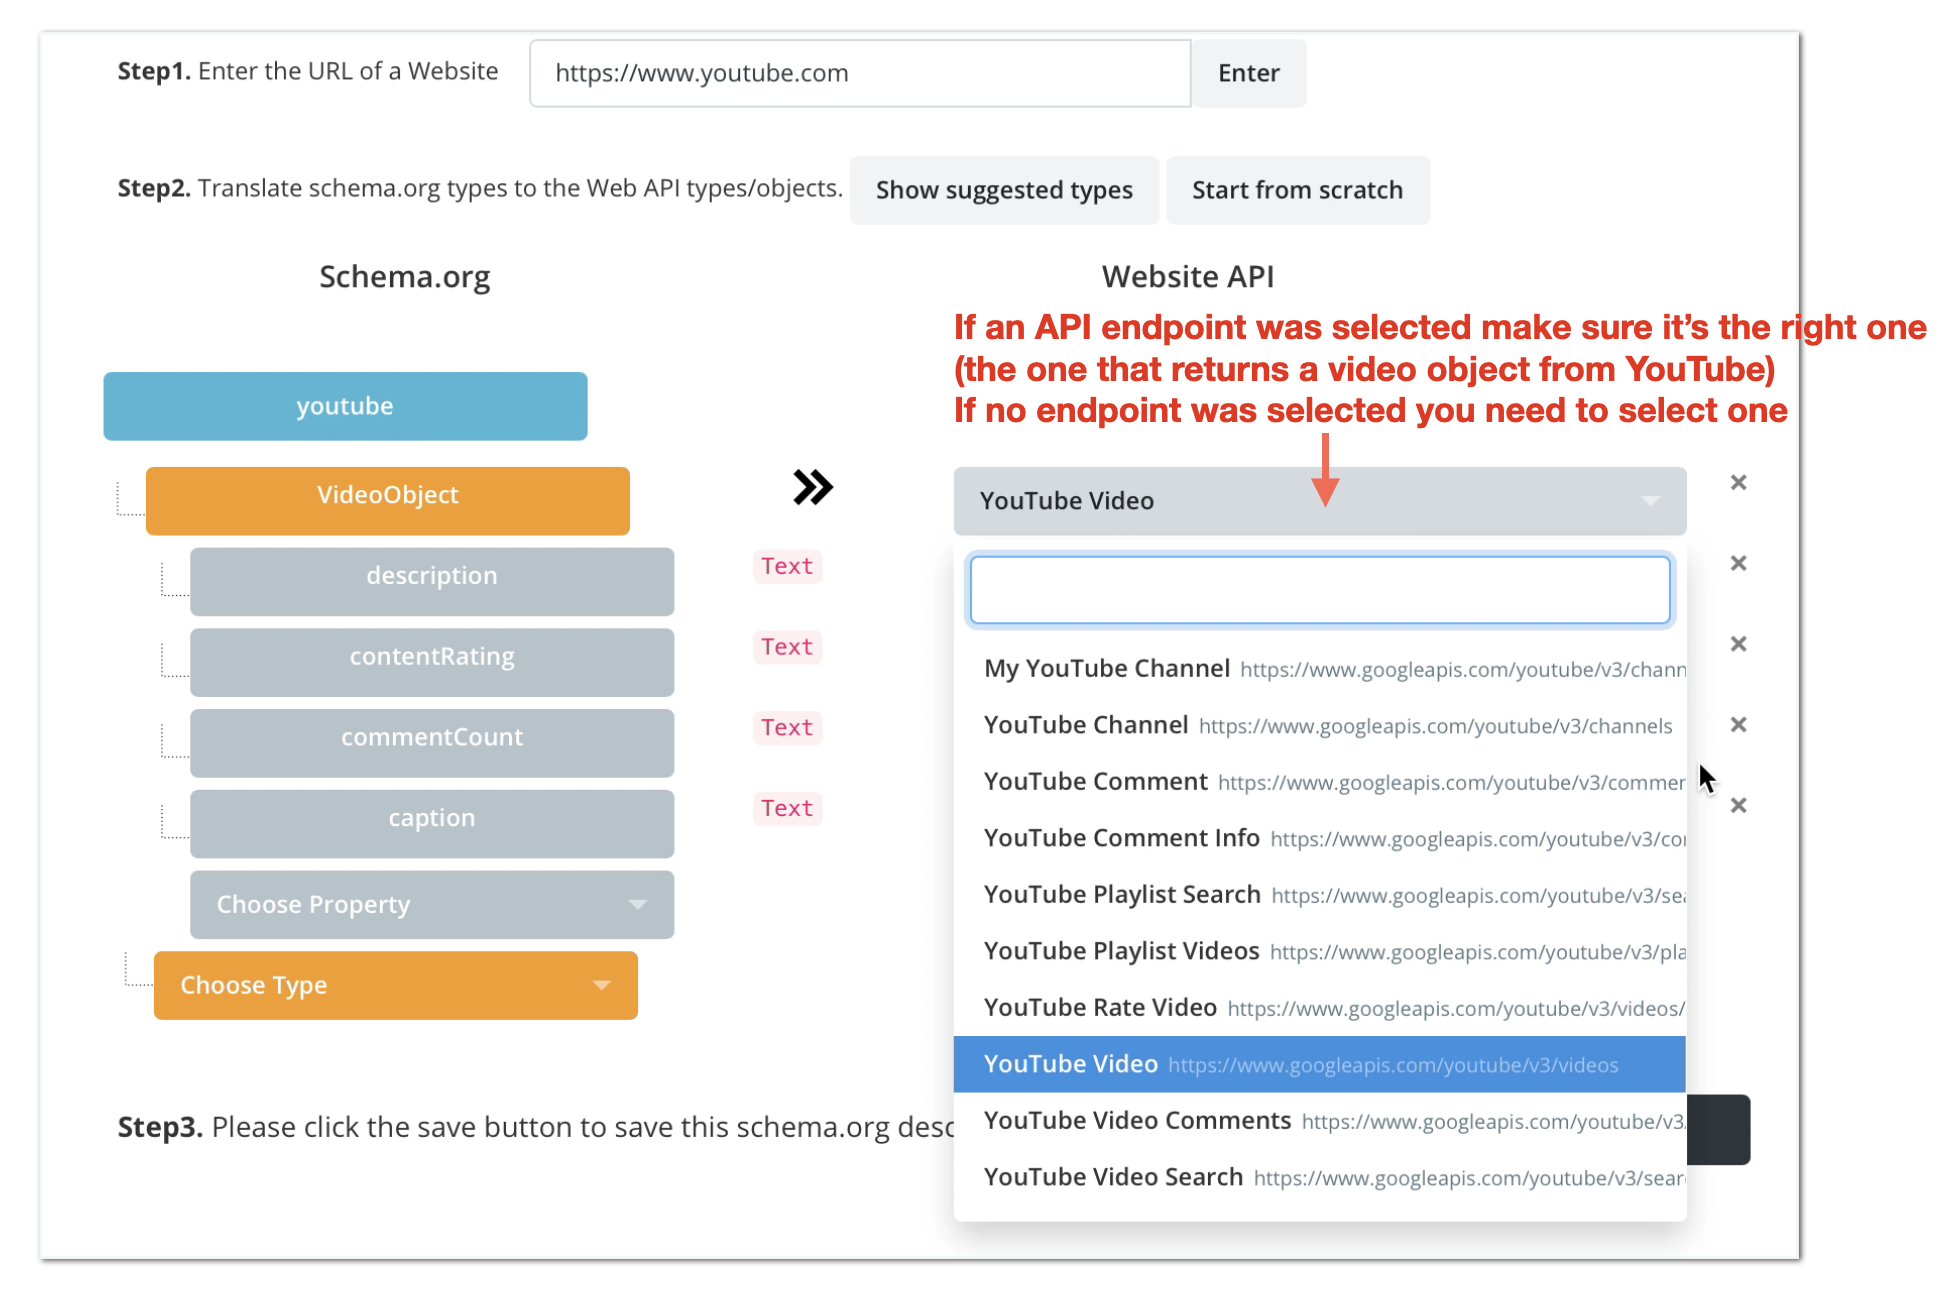 Step1. Enter the URL of a Website https://www.youtube.com Enter
Step2. Translate schema.org types to the Web API types/objects. Show suggested types Start from scratch
Schema.org Website API
If an API endpoint was selected make sure it's the right one
(the one that returns a video object from YouTube)
If no endpoint was selected you need to select one
youtube
VideoObject YouTube Video ×
description Text ×
contentRating Text ×
commentCount Text ×
caption Text ×
Choose Property
Choose Type
My YouTube Channel https://www.googleapis.com/youtube/v3/chann
YouTube Channel https://www.googleapis.com/youtube/v3/channels
YouTube Comment https://www.googleapis.com/youtube/v3/commen
YouTube Comment Info https://www.googleapis.com/youtube/v3/co
YouTube Playlist Search https://www.googleapis.com/youtube/v3/sea
YouTube Playlist Videos https://www.googleapis.com/youtube/v3/pla
YouTube Rate Video https://www.googleapis.com/youtube/v3/videos/
YouTube Video https://www.googleapis.com/youtube/v3/videos
YouTube Video Comments https://www.googleapis.com/youtube/v3
YouTube Video Search https://www.googleapis.com/youtube/v3/sear
Step3. Please click the save button to save this schema.org desc